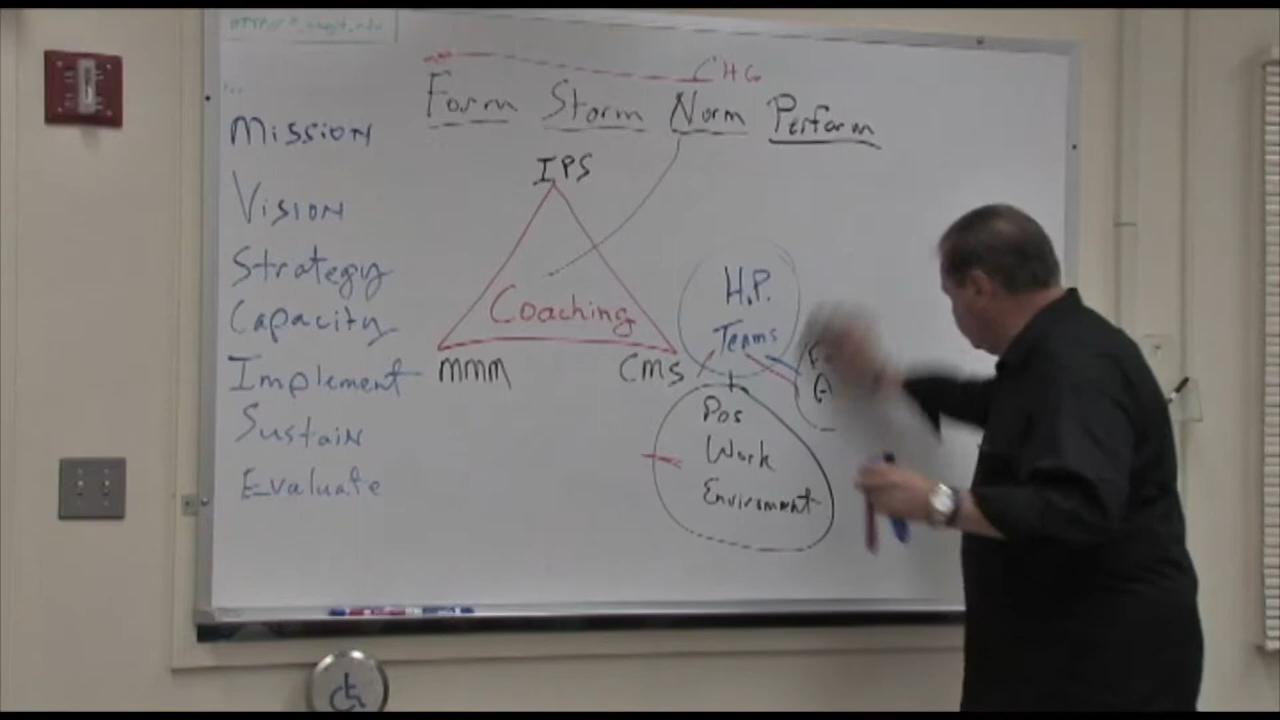 CHG
Form Storm Norm Perform
Mission
Vision
Strategy
Capacity
Implement
Sustain
Evaluate
IPS
Coaching
MMM
CMS
H.P.
Teams
Pos
Work
Enviroment